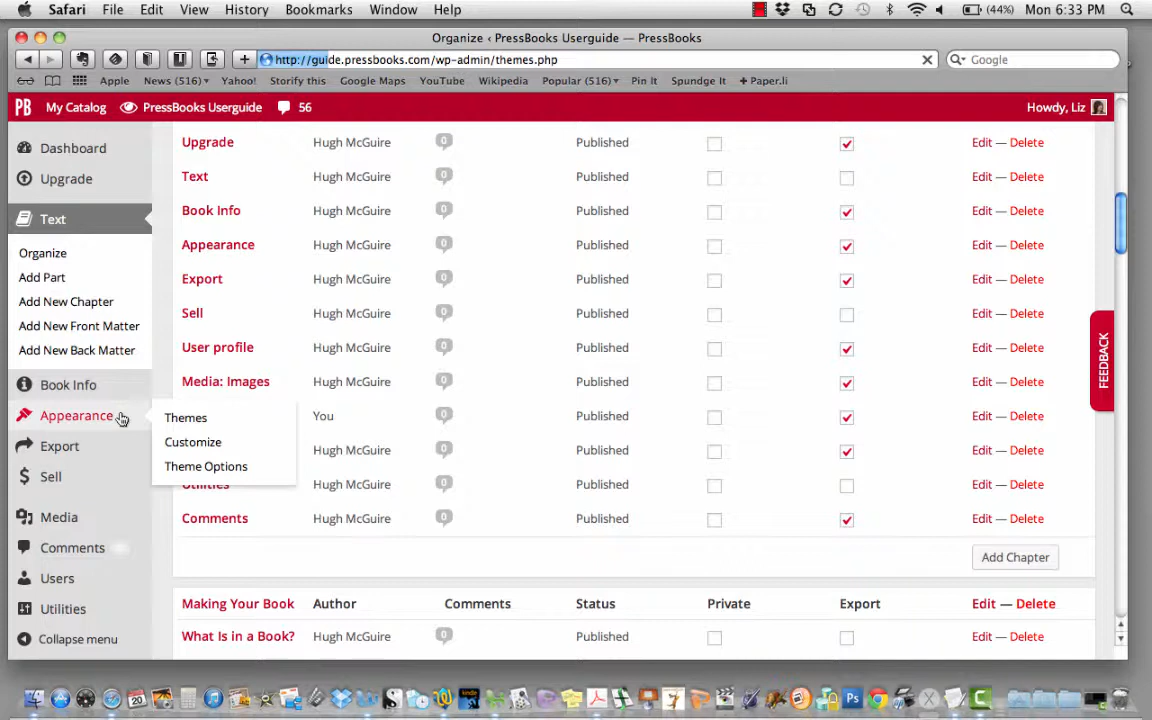 Safari File Edit View History Bookmarks Window Help (44%) Mon 6:33 PM
Organize ‹ PressBooks Userguide — PressBooks
http://guide.pressbooks.com/wp-admin/themes.php Google
Apple News (516) Yahoo! Storify this Google Maps YouTube Wikipedia Popular (516) Pin It Spundge It + Paper.li
PB My Catalog PressBooks Userguide 56 Howdy, Liz
Dashboard
Upgrade
Text
Organize
Add Part
Add New Chapter
Add New Front Matter
Add New Back Matter
Book Info
Appearance
Export
Sell
Media
Comments
Users
Utilities
Collapse menu
Themes
Customize
Theme Options
Upgrade Hugh McGuire 0 Published Edit — Delete
Text Hugh McGuire 0 Published Edit — Delete
Book Info Hugh McGuire 0 Published Edit — Delete
Appearance Hugh McGuire 0 Published Edit — Delete
Export Hugh McGuire 0 Published Edit — Delete
Sell Hugh McGuire 0 Published Edit — Delete
User profile Hugh McGuire 0 Published Edit — Delete
Media: Images Hugh McGuire 0 Published Edit — Delete
You 0 Published Edit — Delete
Hugh McGuire 0 Published Edit — Delete
Utilities Hugh McGuire 0 Published Edit — Delete
Comments Hugh McGuire 0 Published Edit — Delete
Add Chapter
Making Your Book Author Comments Status Private Export Edit — Delete
What Is in a Book? Hugh McGuire 0 Published Edit — Delete
FEEDBACK